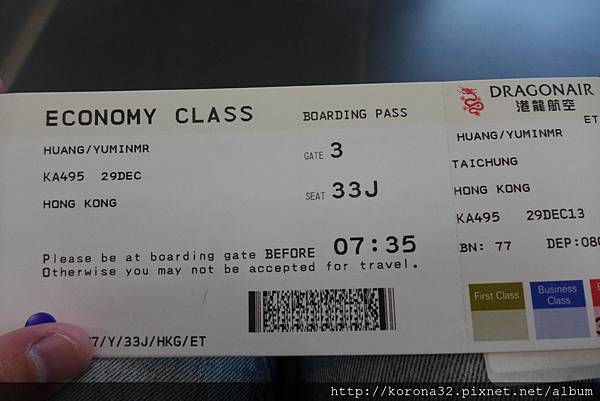 ECONOMY CLASS
BOARDING PASS
HUANG/YUMINMR
GATE 3
KA495 29DEC
SEAT 33J
HONG KONG
Please be at boarding gate BEFORE 07:35
Otherwise you may not be accepted for travel.
7/Y/33J/HKG/ET
DRAGONAIR
港龍航空
ET
HUANG/YUMINMR
TAICHUNG
HONG KONG
KA495 29DEC13
BN: 77 DEP:080
First Class
Business Class
http://korona32.pixnet.net/album